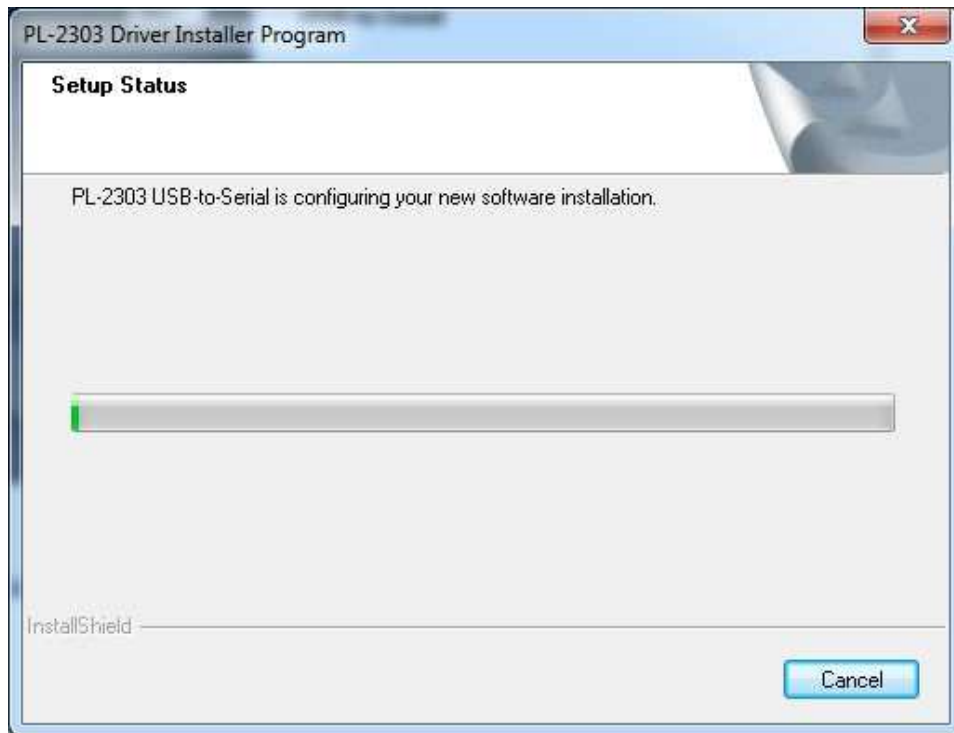 PL-2303 Driver Installer Program
Setup Status
PL-2303 USB-to-Serial is configuring your new software installation.
InstallShield
Cancel